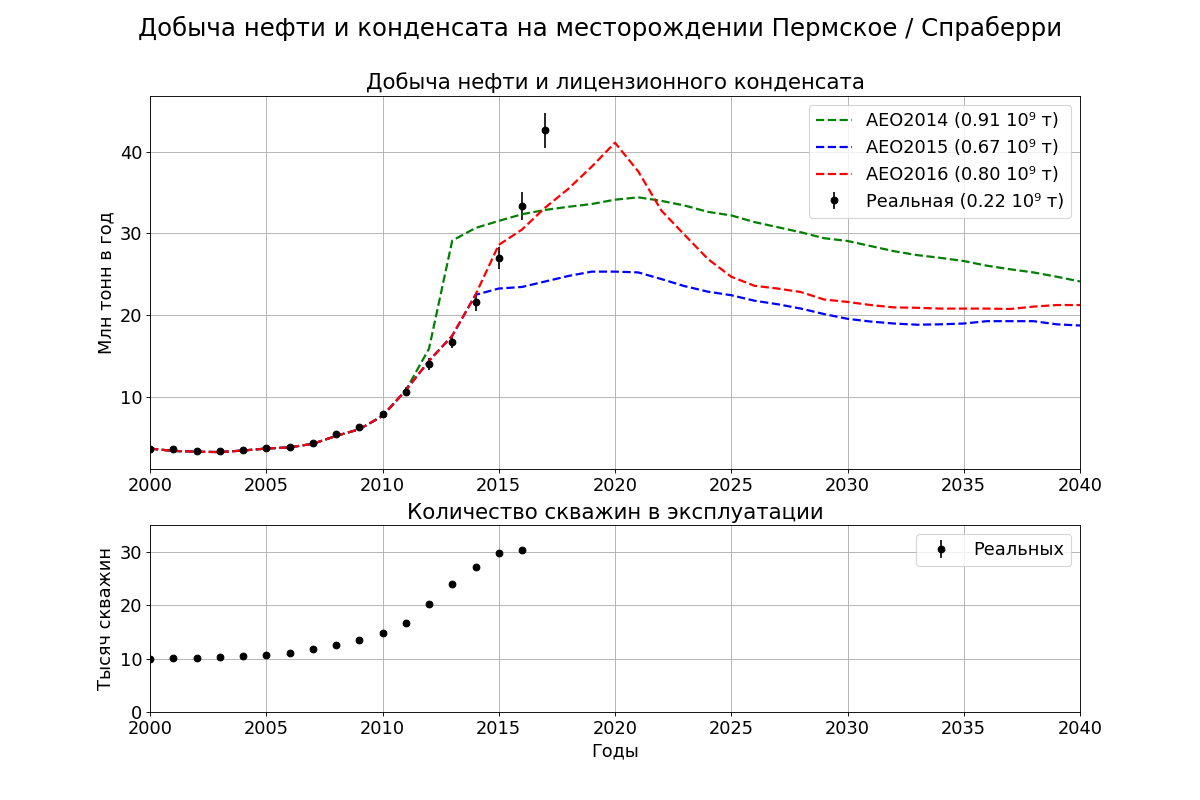 Добыча нефти и конденсата на месторождении Пермское / Спраберри
Добыча нефти и лицензионного конденсата
Млн тонн в год
40
30
20
10
AEO2014 (0.91 10⁹ т)
AEO2015 (0.67 10⁹ т)
AEO2016 (0.80 10⁹ т)
Реальная (0.22 10⁹ т)
2000 2005 2010 2015 2020 2025 2030 2035 2040
Количество скважин в эксплуатации
Тысяч скважин
30
20
10
0
Реальных
2000 2005 2010 2015 2020 2025 2030 2035 2040
Годы